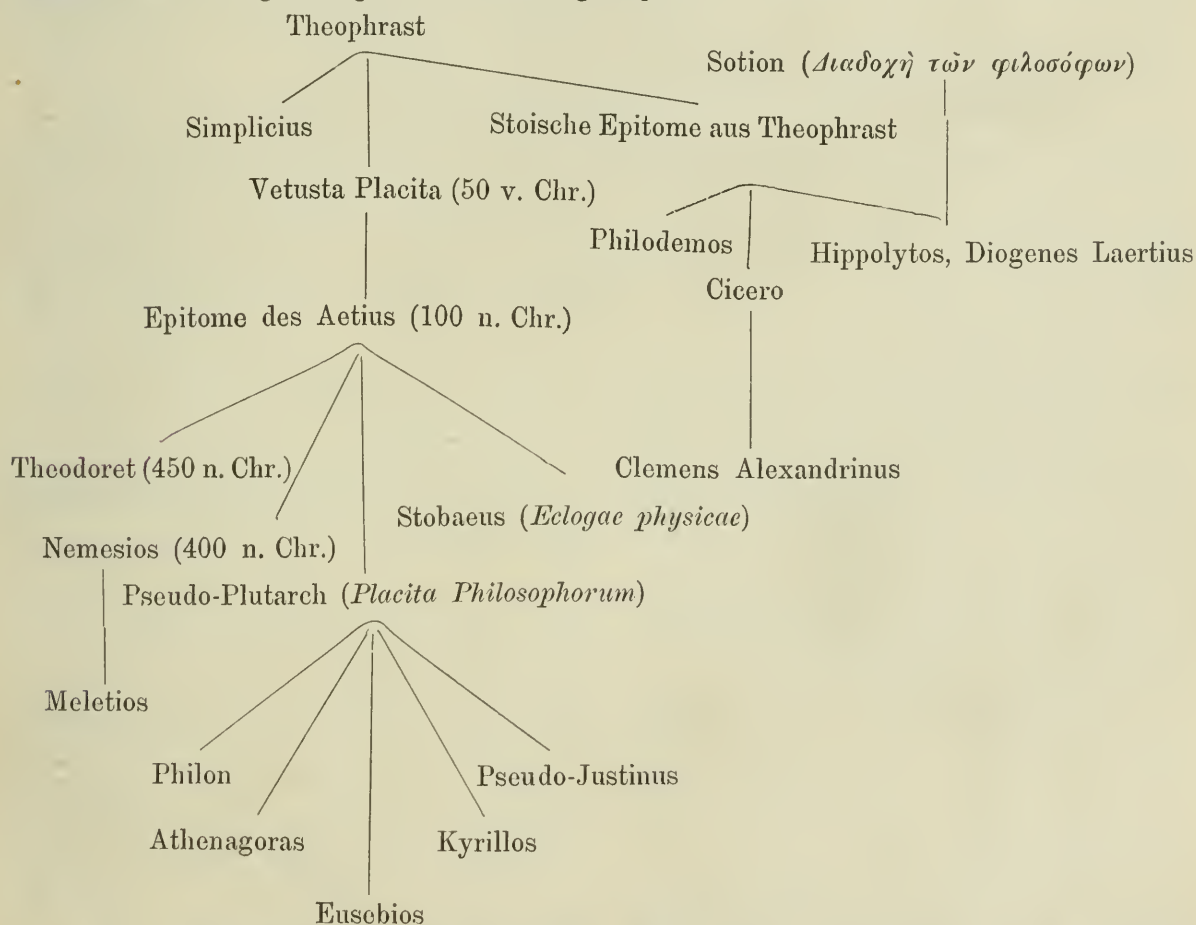 Theophrast
Sotion (Διαδοχὴ τῶν φιλοσόφων)
Simplicius
Stoische Epitome aus Theophrast
Vetusta Placita (50 v. Chr.)
Philodemos
Hippolytos, Diogenes Laertius
Cicero
Epitome des Aetius (100 n. Chr.)
Theodoret (450 n. Chr.)
Clemens Alexandrinus
Stobaeus (Eclogae physicae)
Nemesios (400 n. Chr.)
Pseudo-Plutarch (Placita Philosophorum)
Meletios
Philon
Pseudo-Justinus
Athenagoras
Kyrillos
Eusebios